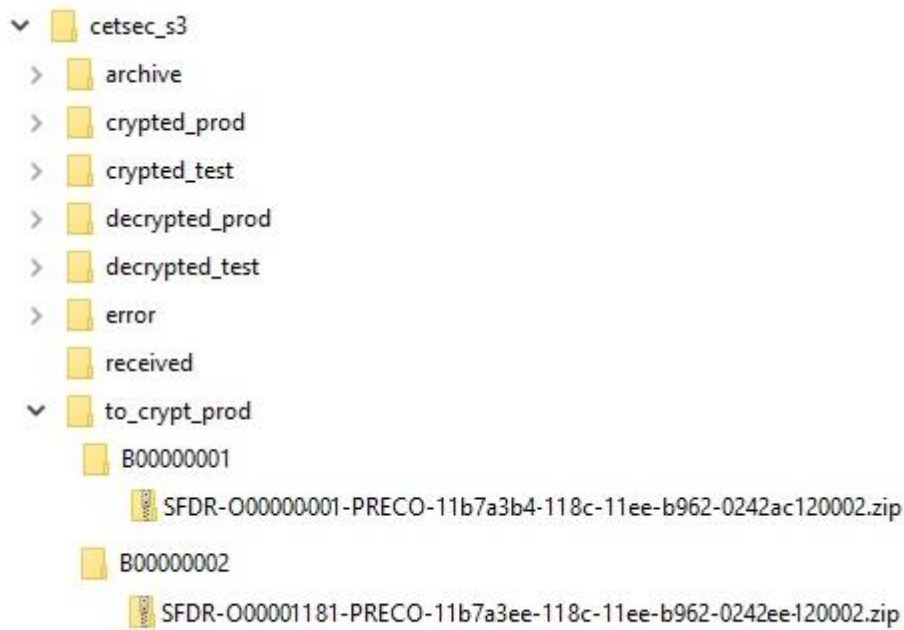 cetsec_s3
archive
crypted_prod
crypted_test
decrypted_prod
decrypted_test
error
received
to_crypt_prod
B00000001
SFDR-O00000001-PRECO-11b7a3b4-118c-11ee-b962-0242ac120002.zip
B00000002
SFDR-O00001181-PRECO-11b7a3ee-118c-11ee-b962-0242ee120002.zip